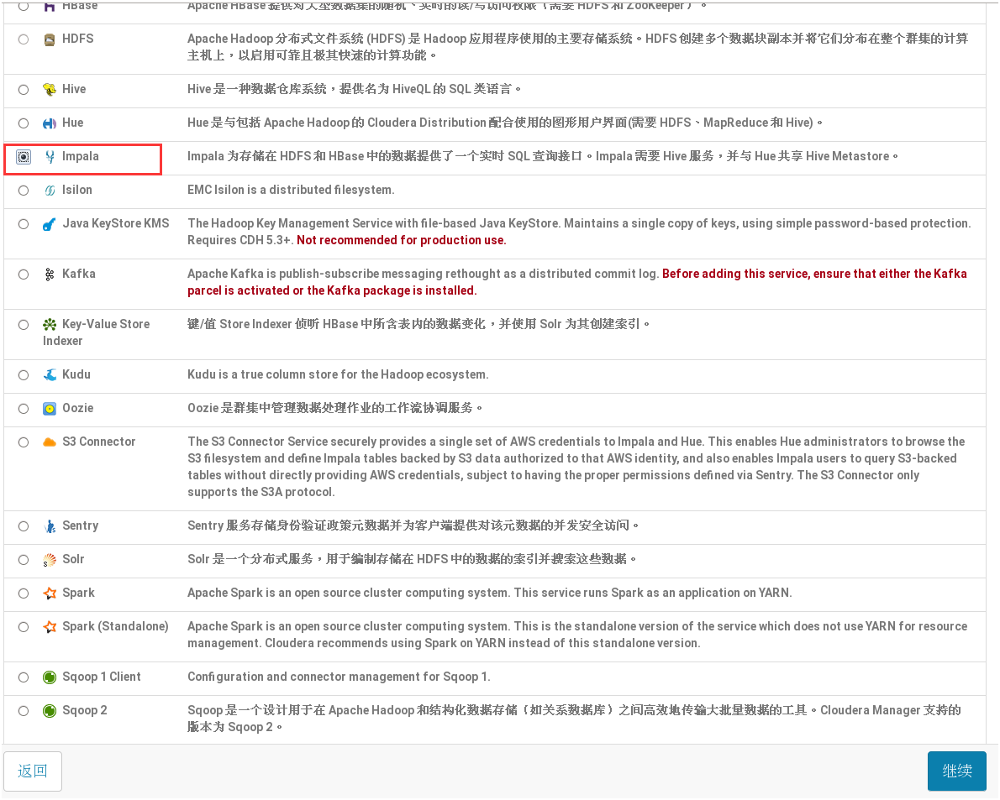 HBase Apache HBase 提供对大型数据集的随机、实时的读/写访问权限（需要 HDFS 和 ZooKeeper）。
HDFS Apache Hadoop 分布式文件系统 (HDFS) 是 Hadoop 应用程序使用的主要存储系统。HDFS 创建多个数据块副本并将它们分布在整个群集的计算
主机上，以启用可靠且极其快速的计算功能。
Hive Hive 是一种数据仓库系统，提供名为 HiveQL 的 SQL 类语言。
Hue Hue 是与包括 Apache Hadoop 的 Cloudera Distribution 配合使用的图形用户界面(需要 HDFS、MapReduce 和 Hive)。
Impala Impala 为存储在 HDFS 和 HBase 中的数据提供了一个实时 SQL 查询接口。Impala 需要 Hive 服务，并与 Hue 共享 Hive Metastore。
Isilon EMC Isilon is a distributed filesystem.
Java KeyStore KMS The Hadoop Key Management Service with file-based Java KeyStore. Maintains a single copy of keys, using simple password-based protection.
Requires CDH 5.3+. Not recommended for production use.
Kafka Apache Kafka is publish-subscribe messaging rethought as a distributed commit log. Before adding this service, ensure that either the Kafka
parcel is activated or the Kafka package is installed.
Key-Value Store 键/值 Store Indexer 侦听 HBase 中所含表内的数据变化，并使用 Solr 为其创建索引。
Indexer
Kudu Kudu is a true column store for the Hadoop ecosystem.
Oozie Oozie 是群集中管理数据处理作业的工作流协调服务。
S3 Connector The S3 Connector Service securely provides a single set of AWS credentials to Impala and Hue. This enables Hue administrators to browse the
S3 filesystem and define Impala tables backed by S3 data authorized to that AWS identity, and also enables Impala users to query S3-backed
tables without directly providing AWS credentials, subject to having the proper permissions defined via Sentry. The S3 Connector only
supports the S3A protocol.
Sentry Sentry 服务存储身份验证政策元数据并为客户端提供对该元数据的并发安全访问。
Solr Solr 是一个分布式服务，用于编制存储在 HDFS 中的数据的索引并搜索这些数据。
Spark Apache Spark is an open source cluster computing system. This service runs Spark as an application on YARN.
Spark (Standalone) Apache Spark is an open source cluster computing system. This is the standalone version of the service which does not use YARN for resource
management. Cloudera recommends using Spark on YARN instead of this standalone version.
Sqoop 1 Client Configuration and connector management for Sqoop 1.
Sqoop 2 Sqoop 是一个设计用于在 Apache Hadoop 和结构化数据存储（如关系数据库）之间高效地传输大批量数据的工具。Cloudera Manager 支持的
版本为 Sqoop 2。
返回 继续